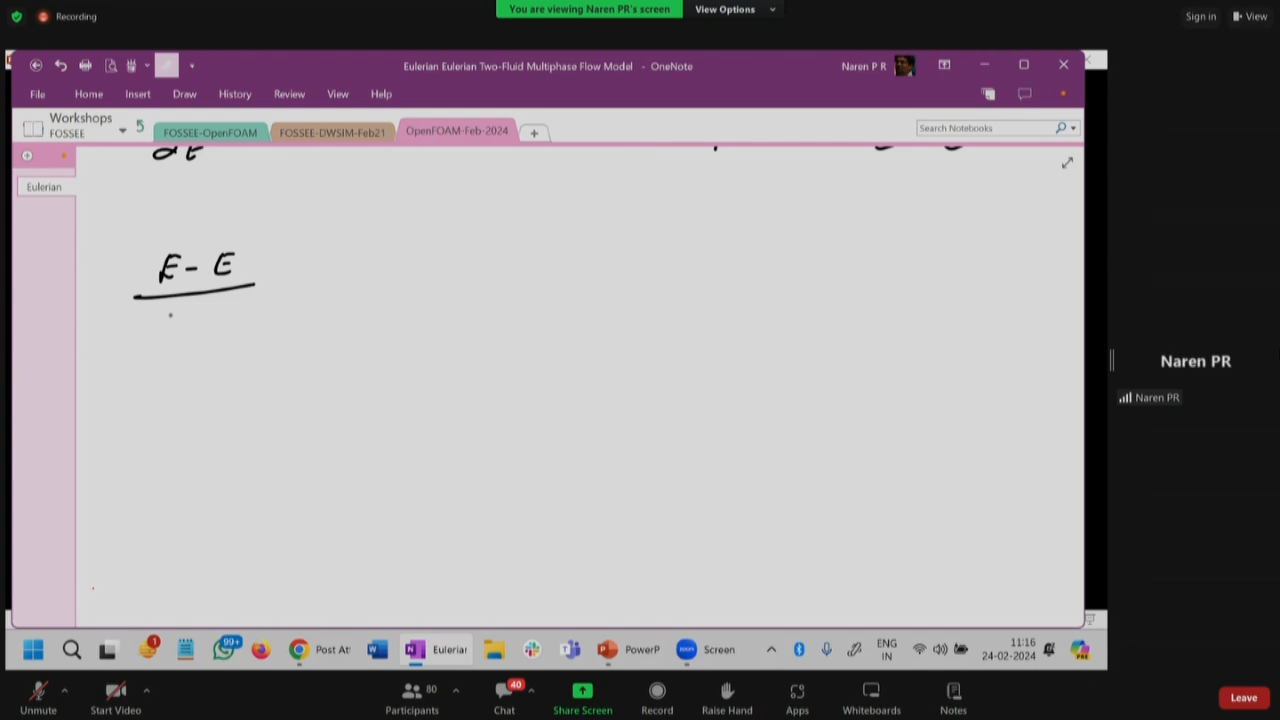 You are viewing Naren PR's screen View Options
Recording
Sign in View
Eulerian Eulerian Two-Fluid Multiphase Flow Model - OneNote
Naren P R
File Home Insert Draw History Review View Help
Workshops
FOSSEE
FOSSEE-OpenFOAM FOSSEE-DWSIM-Feb21 OpenFOAM-Feb-2024
Search Notebooks
Eulerian
E - E
Naren PR
Naren PR
Post At Eulerian PowerP Screen
1
99+
ENG
IN
11:16
24-02-2024
Unmute Start Video Participants 80 Chat 40 Share Screen Record Raise Hand Apps Whiteboards Notes Leave